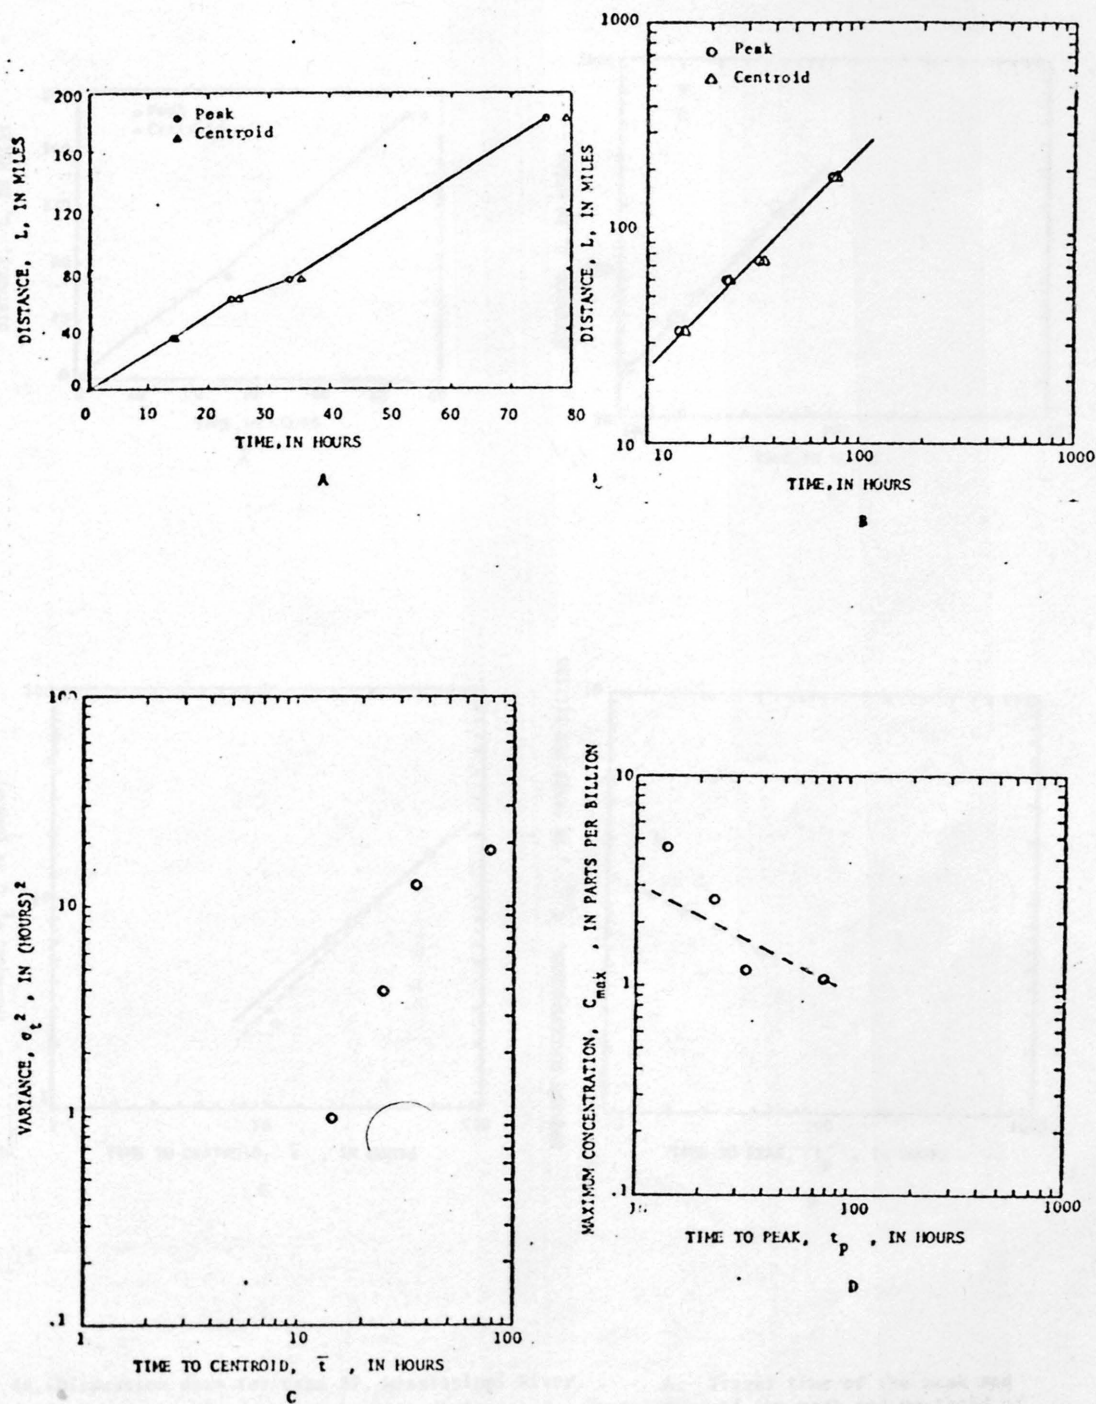 DISTANCE, L, IN MILES
200
160
120
80
40
0
Peak
Centroid
0 10 20 30 40 50 60 70 80
TIME, IN HOURS
A
DISTANCE, L, IN MILES
1000
100
10
Peak
Centroid
10 100 1000
TIME, IN HOURS
B
VARIANCE, σt², IN (HOURS)²
100
10
1
.1
1 10 100
TIME TO CENTROID, t̄ , IN HOURS
C
MAXIMUM CONCENTRATION, Cmax , IN PARTS PER BILLION
10
1
.1
100 1000
TIME TO PEAK, tp , IN HOURS
D